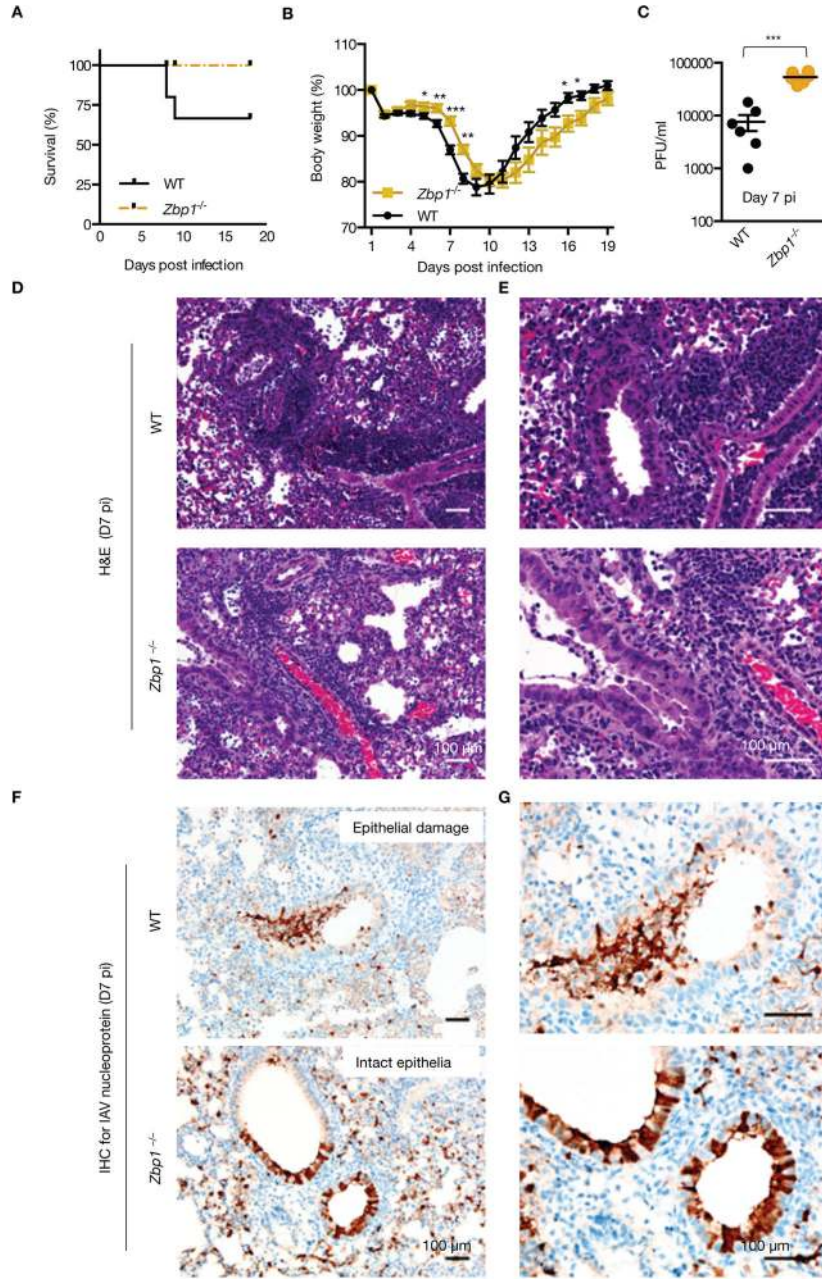 A
Survival (%)
100
75
50
25
0
0
5
10
15
20
WT
Zbp1-/-
Days post infection
B
Body weight (%)
110
100
90
80
70
* ** *** ** * *
Zbp1-/-
WT
1
4
7
10
13
16
19
Days post infection
C
***
PFU/ml
100000
10000
1000
100
Day 7 pi
WT
Zbp1-/-
D
E
H&E (D7 pi)
WT
Zbp1 -/-
100 µm
100 µm
F
G
IHC for IAV nucleoprotein (D7 pi)
WT
Epithelial damage
Zbp1 -/-
Intact epithelia
100 µm
100 µm